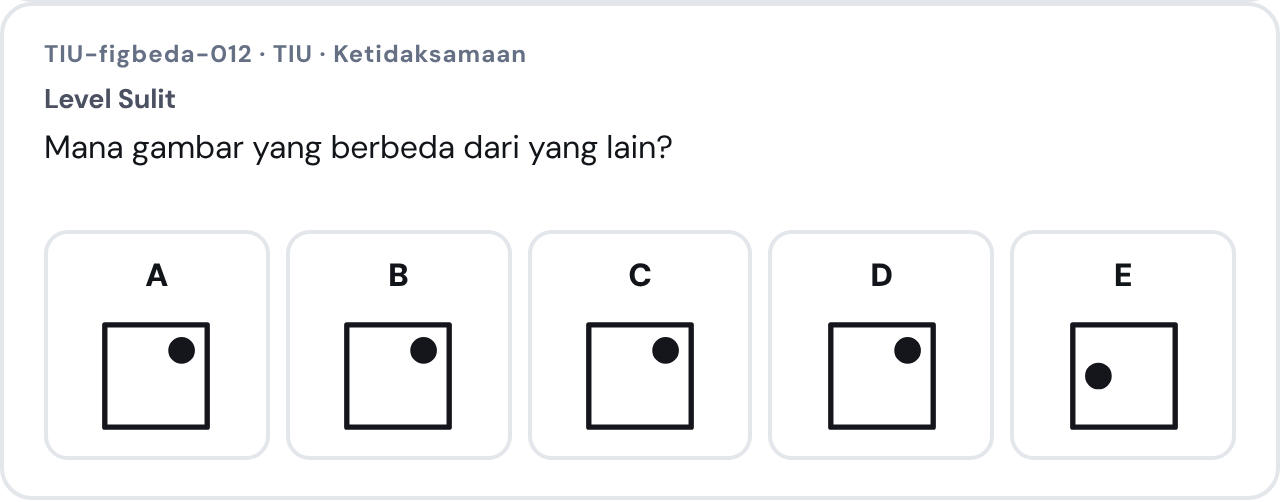 TIU-figbeda-012 · TIU · Ketidaksamaan
Level Sulit
Mana gambar yang berbeda dari yang lain?
A B C D E